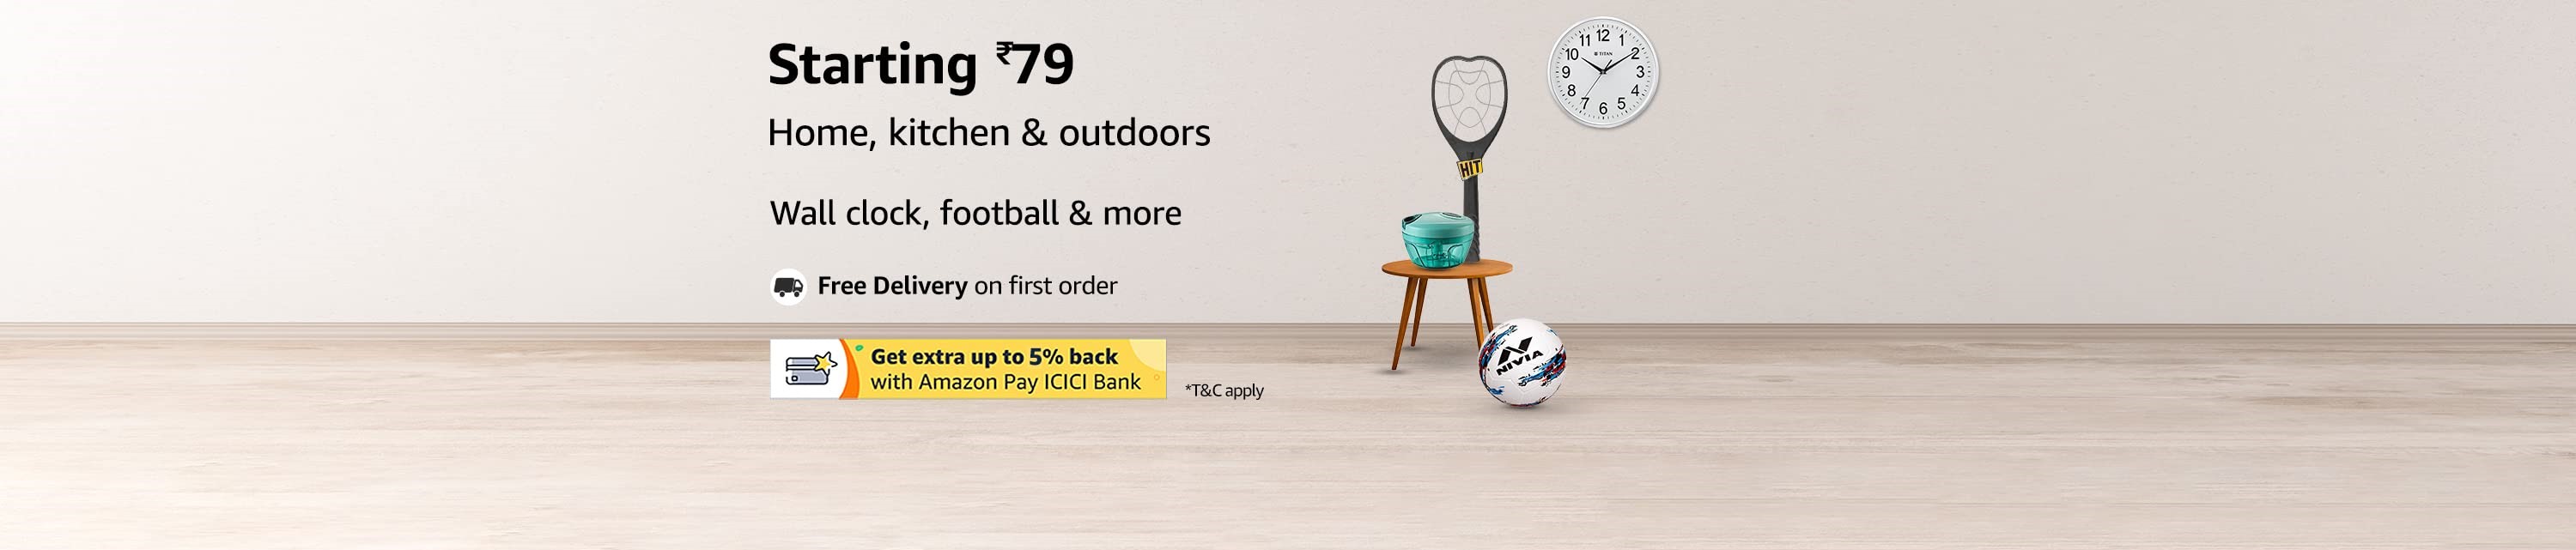 Starting ₹79
Home, kitchen & outdoors
Wall clock, football & more
Free Delivery on first order
Get extra up to 5% back
with Amazon Pay ICICI Bank
*T&C apply
HIT
NIVIA
TITAN
12
1
2
3
4
5
6
7
8
9
10
11